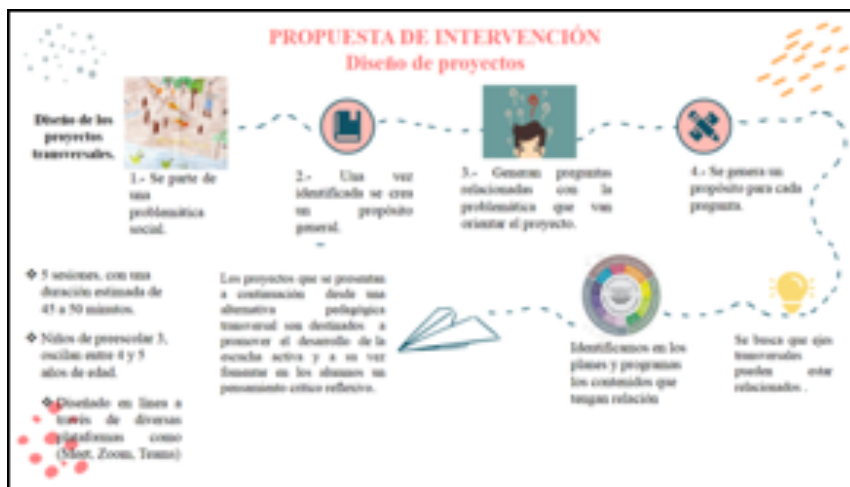 PROPUESTA DE INTERVENCIÓN
Diseño de proyectos
Diseño de los
proyectos
transversales.
1.- Se parte de
una
problemática
social.
2.- Una vez
identificada se crea
un propósito
general.
3.- Generan preguntas
relacionadas con la
problemática que van
orientar el proyecto.
4.- Se genera un
propósito para cada
pregunta.
Se busca que ejes
transversales
pueden estar
relacionados .
Identificamos en los
planes y programas
los contenidos que
tengan relación
Los proyectos que se presentan
a continuación desde una
alternativa pedagógica
transversal son destinados a
promover el desarrollo de la
escucha activa y a su vez
fomentar en los alumnos un
pensamiento crítico reflexivo.
❖ 5 sesiones, con una
duración estimada de
45 a 50 minutos.
❖ Niños de preescolar 3,
oscilan entre 4 y 5
años de edad.
❖ Diseñado en línea a
través de diversas
plataformas como
(Meet, Zoom, Teams)